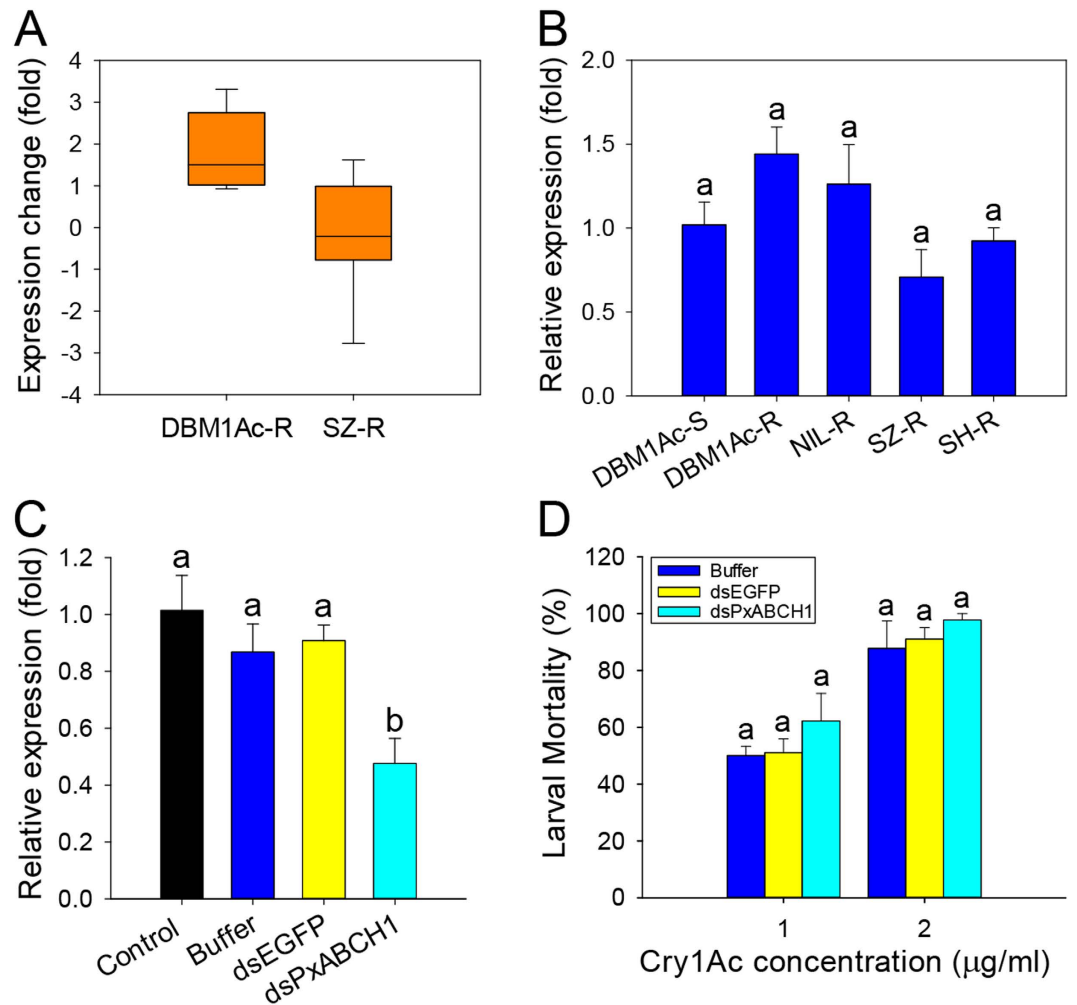 A
Expression change (fold)
4
3
2
1
0
-1
-2
-3
-4
DBM1Ac-R
SZ-R
B
Relative expression (fold)
2.0
1.5
1.0
0.5
0.0
a
a
a
a
a
DBM1Ac-S
DBM1Ac-R
NIL-R
SZ-R
SH-R
C
Relative expression (fold)
1.2
1.0
0.8
0.6
0.4
0.2
0.0
a
a
a
b
Control
Buffer
dsEGFP
dsPxABCH1
D
Larval Mortality (%)
120
100
80
60
40
20
0
Buffer
dsEGFP
dsPxABCH1
a
a
a
a
a
a
1
2
Cry1Ac concentration (μg/ml)